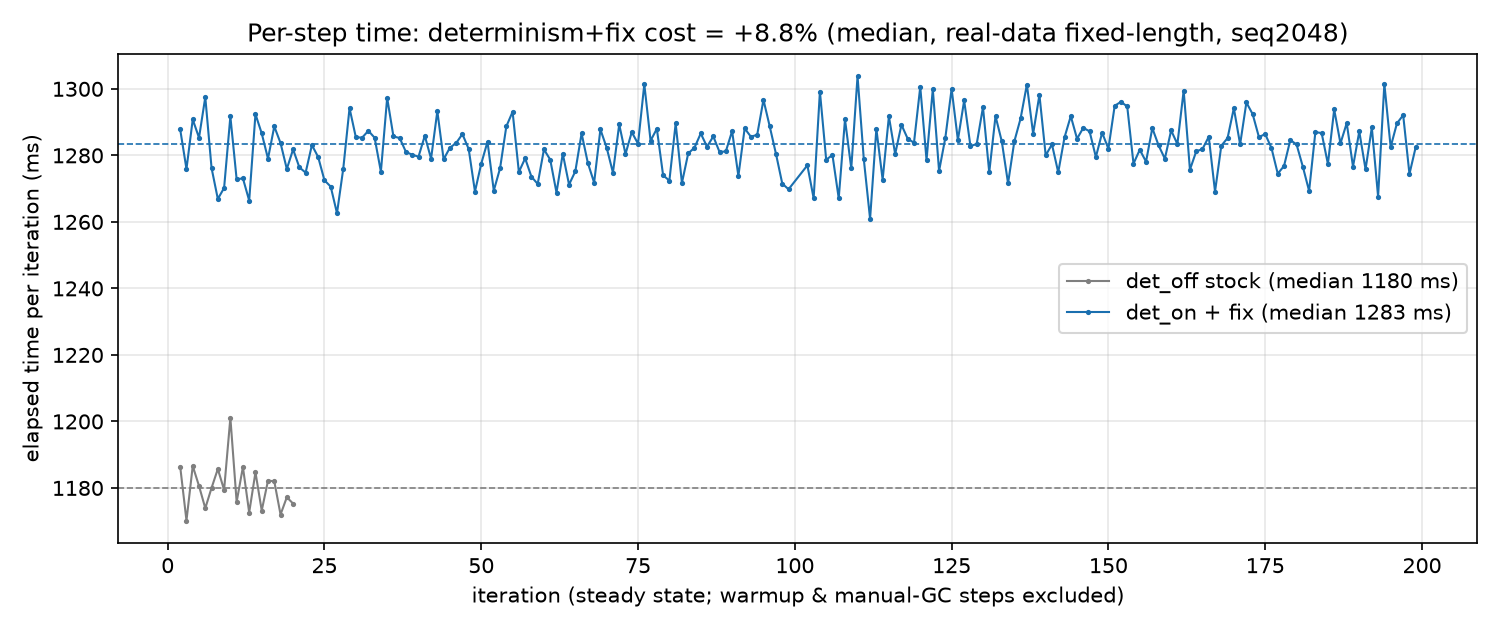 Per-step time: determinism+fix cost = +8.8% (median, real-data fixed-length, seq2048)
elapsed time per iteration (ms)
1300
1280
1260
1240
1220
1200
1180
det_off stock (median 1180 ms)
det_on + fix (median 1283 ms)
0 25 50 75 100 125 150 175 200
iteration (steady state; warmup & manual-GC steps excluded)